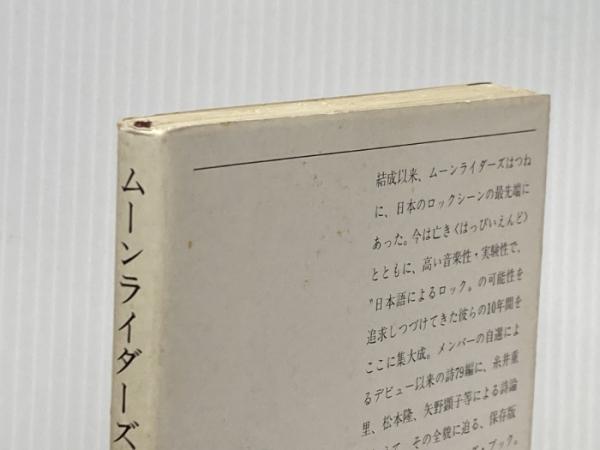 ムーンライダーズ
結成以来、ムーンライダーズはつね
に、日本のロックシーンの最先端に
あった。今は亡き〈はっぴいえんど〉
とともに、高い音楽性・実験性で、
"日本語によるロック〟の可能性を
追求しつづけてきた彼らの10年間を
ここに集大成。メンバーの自選によ
るデビュー以来の詩79編に、糸井重
里、松本隆、矢野顕子等による詩論
その全貌に迫る、保存版
ブック。